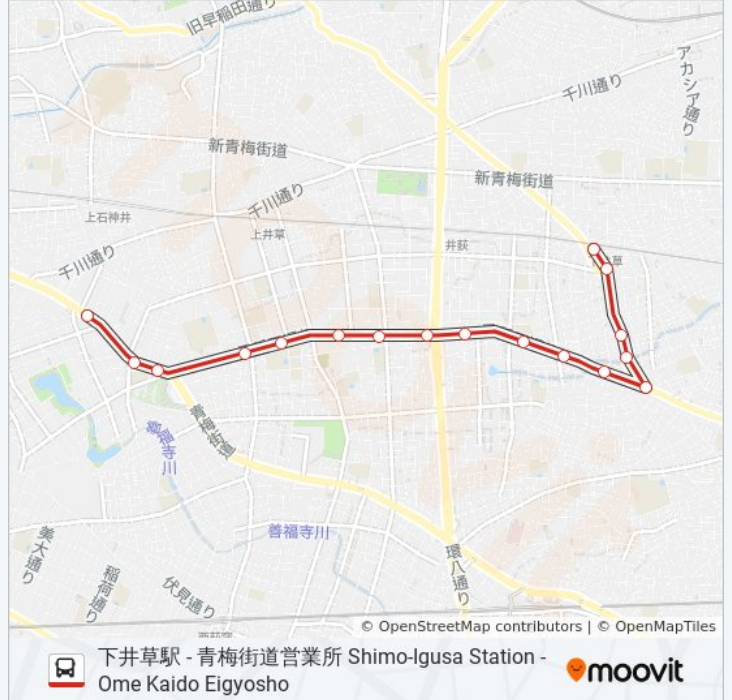 旧早稲田通り
千川通り
アカシア通り
新青梅街道
新青梅街道
千川通り
上石神井
上井草
井荻
千川通り
草
青梅街道
善福寺川
善福寺川
美大通り
稲荷通り
伏見通り
環八通り
西荻窪
© OpenStreetMap contributors | © OpenMapTiles
下井草駅 - 青梅街道営業所 Shimo-Igusa Station -
Ome Kaido Eigyosho
moovit